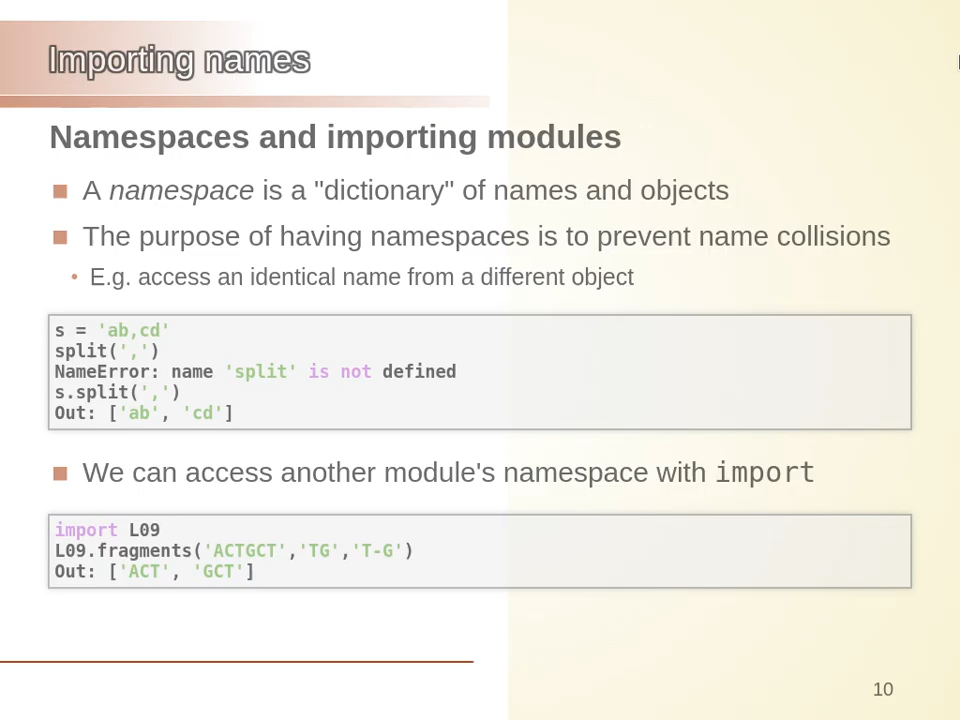 Importing names
Namespaces and importing modules
A namespace is a "dictionary" of names and objects
The purpose of having namespaces is to prevent name collisions
E.g. access an identical name from a different object
s = 'ab,cd'
split(',')
NameError: name 'split' is not defined
s.split(',')
Out: ['ab', 'cd']
We can access another module's namespace with import
import L09
L09.fragments('ACTGCT','TG','T-G')
Out: ['ACT', 'GCT']
10